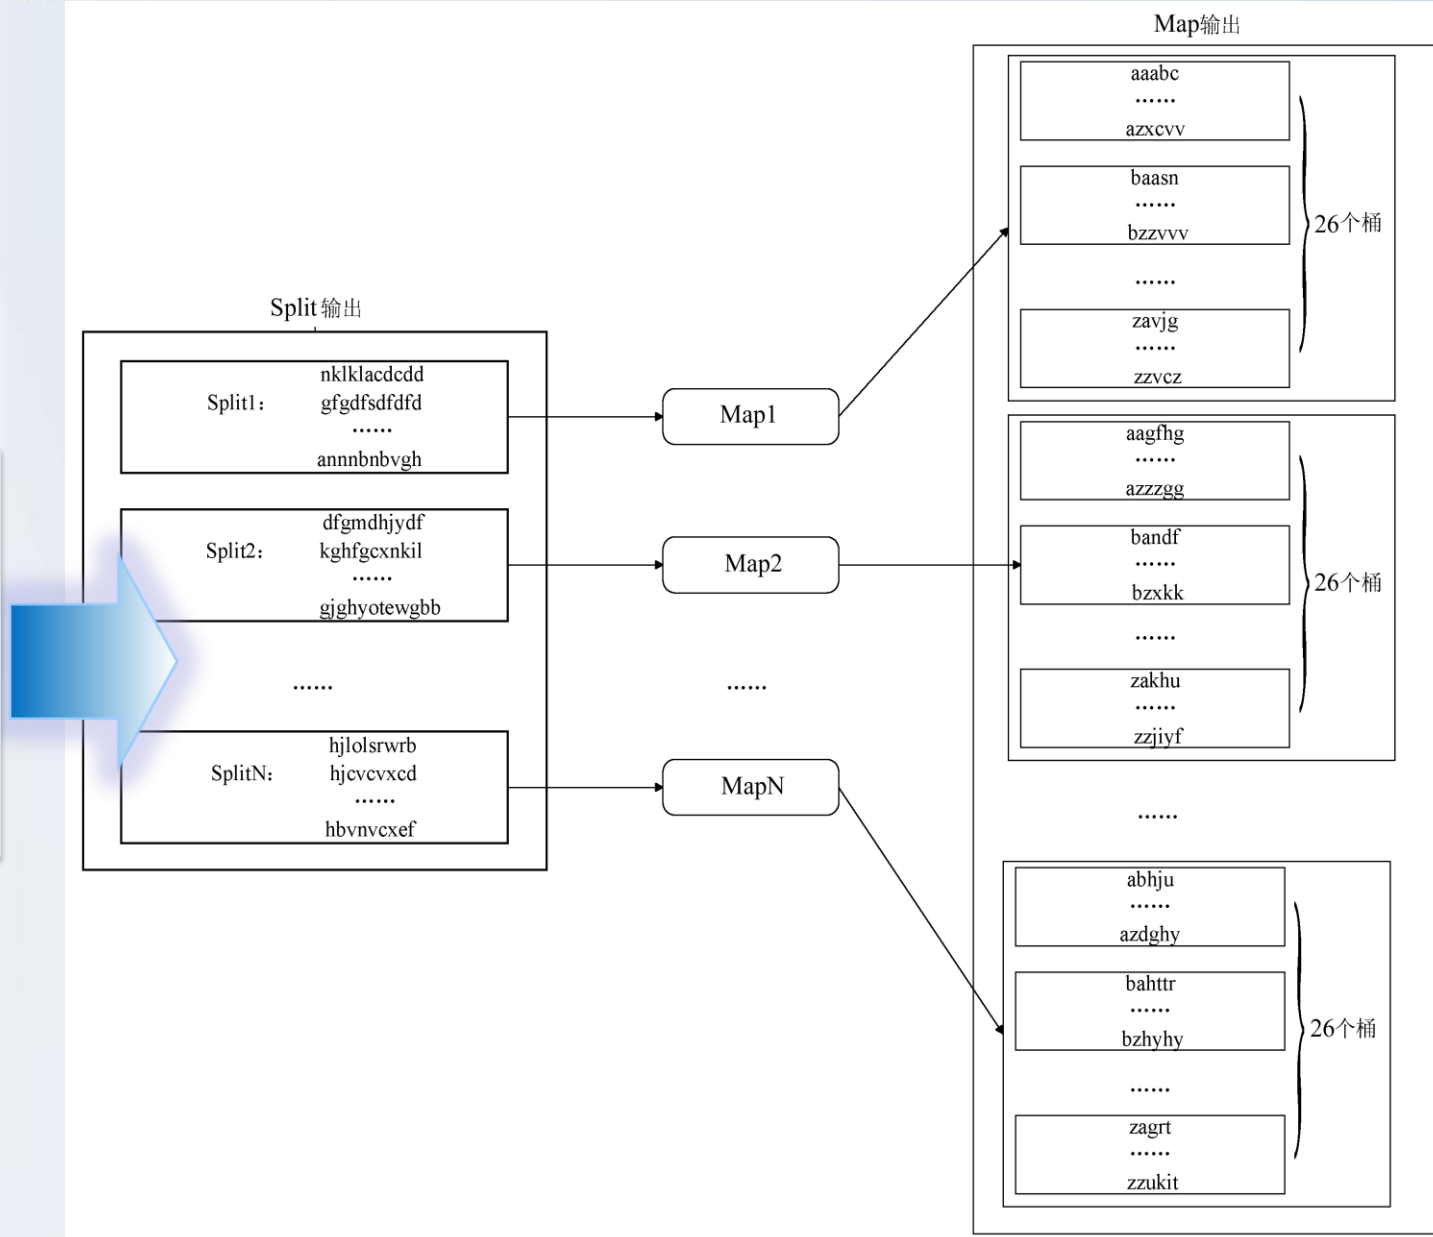 Map输出
aaabc
……
azxcvv
baasn
……
bzzvvv
……
zavjg
……
zzvcz
26个桶
Split输出
Split1：
nklklacdcdd
gfgdfsdfdfd
……
annnbnbvgh
Map1
aagfhg
……
azzzgg
bandf
……
bzxkk
……
zakhu
……
zzjiyf
26个桶
Split2：
dfgmdhjydf
kghfgcxnkil
……
gjghyotewgbb
Map2
……
……
……
SplitN：
hjlolsrwrb
hjcvcvxcd
……
hbvnvcxef
MapN
abhju
……
azdghy
bahttr
……
bzhyhy
……
zagrt
……
zzukit
26个桶